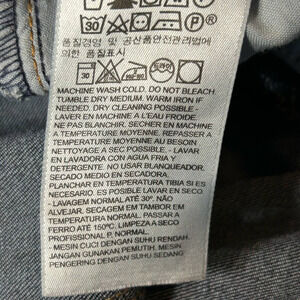 품질경영 및 공산품안전관리법에
의한 품질표시
30
드라이
MACHINE WASH COLD. DO NOT BLEACH
TUMBLE DRY MEDIUM. WARM IRON IF
NEEDED. DRY CLEANING POSSIBLE -
LAVER EN MACHINE A L'EAU FROIDE
NE PAS BLANCHIR. SECHER EN MACHINE
A TEMPERATURE MOYENNE. REPASSER A
TEMPERATURE MOYENNE AU BESOIN
NETTOYAGE A SEC POSSIBLE. - LAVAR
EN LAVADORA CON AGUA FRIA Y
DETERGENTE. NO USAR BLANQUEADOR.
SECADO MEDIO EN SECADORA.
PLANCHAR EN TEMPERATURA TIBIA SI ES
NECESARIO. ES POSIBLE LAVAR EN SECO.
- LAVAGEM NORMAL ATÉ 30º. NÃO
ALVEJAR. SECAGEM EM TAMBOR EM
TEMPERATURA NORMAL. PASSAR A
FERRO ATÉ 150ºC. LIMPEZA A SECO
PROFISSIONAL P, NORMAL.
- MESIN CUCI DENGAN SUHU RENDAH.
JANGAN GUNAKAN PEMUTIH. MESIN
PENGERING DENGAN SUHU SEDANG